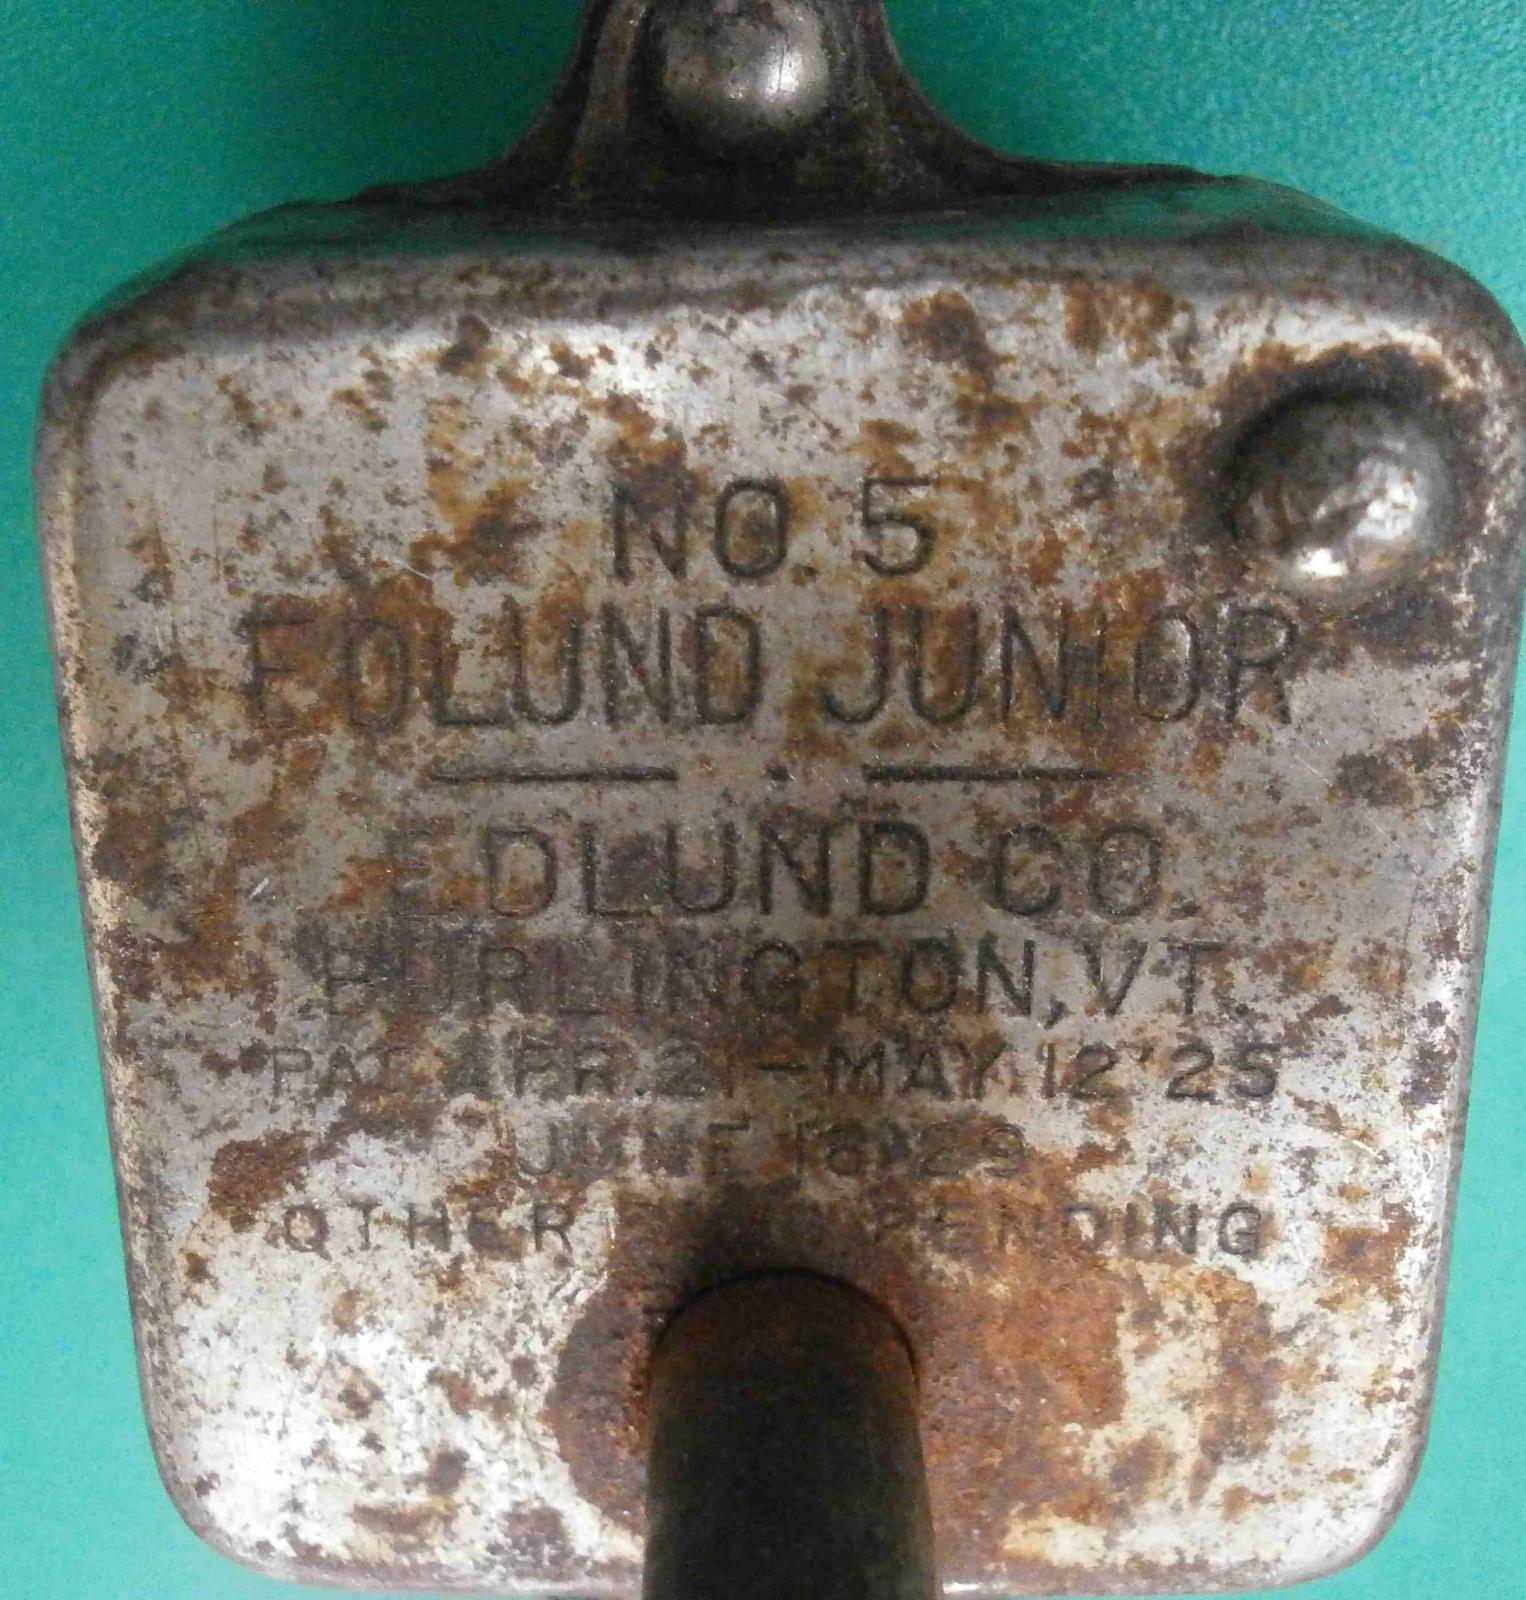 NO. 5
EDLUND JUNIOR
EDLUND CO.
BURLINGTON, VT.
PAT. APR. 21-MAY 12'25
JUNE 18'29
OTHER PATS PENDING